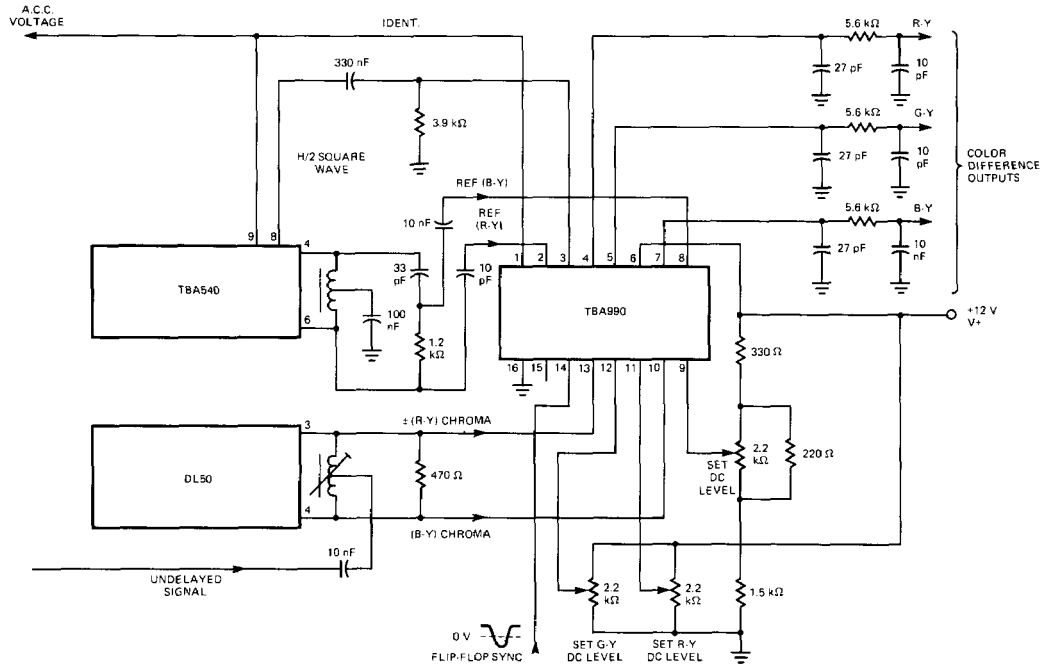 A.C.C.
VOLTAGE
IDENT.
R-Y
5.6 kΩ
27 pF
10
pF
330 nF
3.9 kΩ
H/2 SQUARE
WAVE
G-Y
5.6 kΩ
27 pF
10
pF
COLOR
DIFFERENCE
OUTPUTS
REF (B-Y)
10 nF
REF
(R-Y)
B-Y
5.6 kΩ
27 pF
10
nF
9 8
4
6
TBA540
33
pF
10
pF
100
nF
1.2
kΩ
1 2 3 4 5 6 7 8
TBA990
16 15 14 13 12 11 10 9
+12 V
V+
330 Ω
2.2
kΩ
220 Ω
SET
DC
LEVEL
3
± (R-Y) CHROMA
DL50
470 Ω
4
(B-Y) CHROMA
10 nF
UNDELAYED
SIGNAL
2.2
kΩ
2.2
kΩ
1.5 kΩ
0 V
FLIP-FLOP SYNC
SET G-Y
DC LEVEL
SET R-Y
DC LEVEL